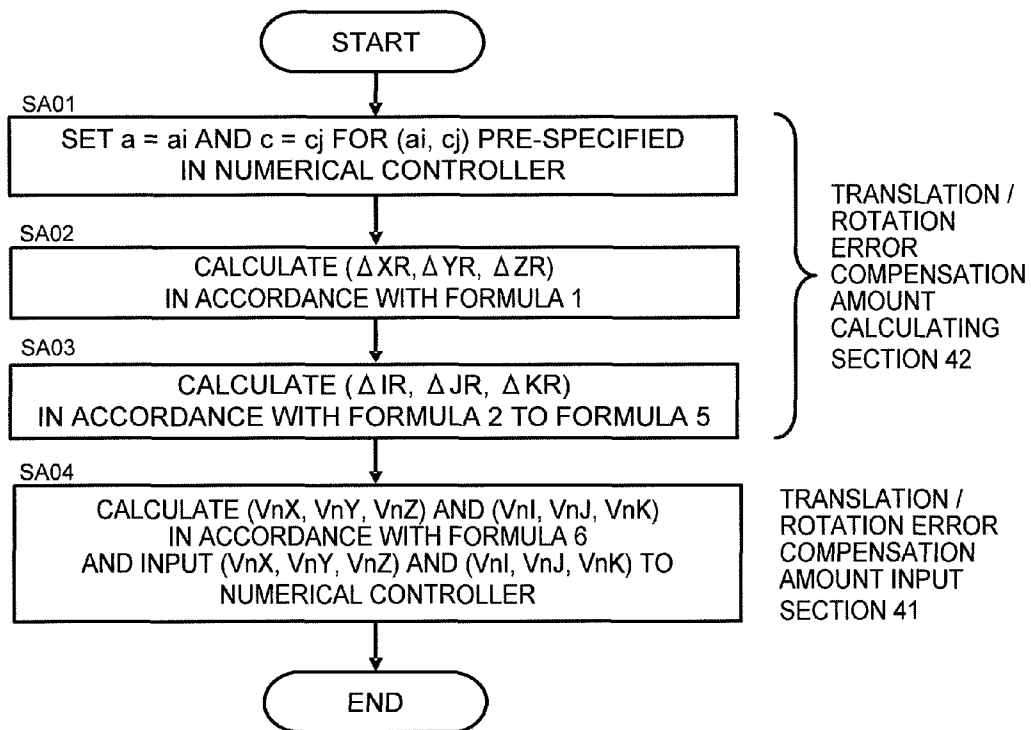 START
SA01
SET a = ai AND c = cj FOR (ai, cj) PRE-SPECIFIED
IN NUMERICAL CONTROLLER
SA02
CALCULATE (ΔXR, ΔYR, ΔZR)
IN ACCORDANCE WITH FORMULA 1
SA03
CALCULATE (ΔIR, ΔJR, ΔKR)
IN ACCORDANCE WITH FORMULA 2 TO FORMULA 5
TRANSLATION /
ROTATION
ERROR
COMPENSATION
AMOUNT
CALCULATING
SECTION 42
SA04
CALCULATE (VnX, VnY, VnZ) AND (VnI, VnJ, VnK)
IN ACCORDANCE WITH FORMULA 6
AND INPUT (VnX, VnY, VnZ) AND (VnI, VnJ, VnK) TO
NUMERICAL CONTROLLER
TRANSLATION /
ROTATION ERROR
COMPENSATION
AMOUNT INPUT
SECTION 41
END